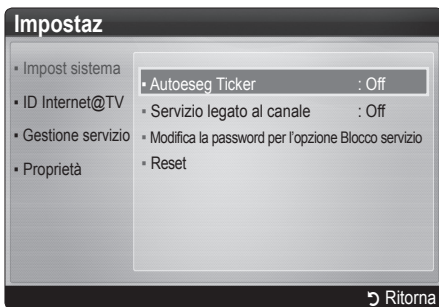 Impostaz
▪ Impost sistema
▪ ID Internet@TV
▪ Gestione servizio
▪ Proprietà
▪ Autoeseg Ticker : Off
▪ Servizio legato al canale : Off
▪ Modifica la password per l'opzione Blocco servizio
▪ Reset
Ritorna